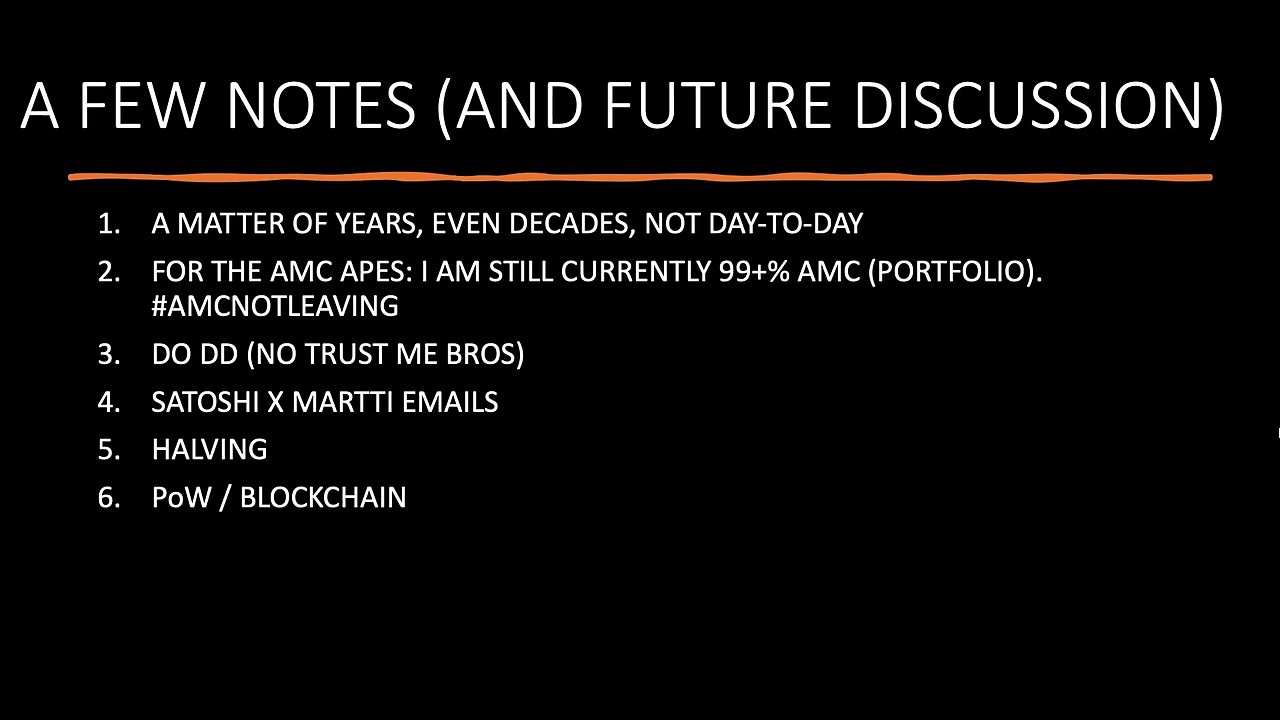 A FEW NOTES (AND FUTURE DISCUSSION)
1. A MATTER OF YEARS, EVEN DECADES, NOT DAY-TO-DAY
2. FOR THE AMC APES: I AM STILL CURRENTLY 99+% AMC (PORTFOLIO).
#AMCNOTLEAVING
3. DO DD (NO TRUST ME BROS)
4. SATOSHI X MARTTI EMAILS
5. HALVING
6. PoW / BLOCKCHAIN